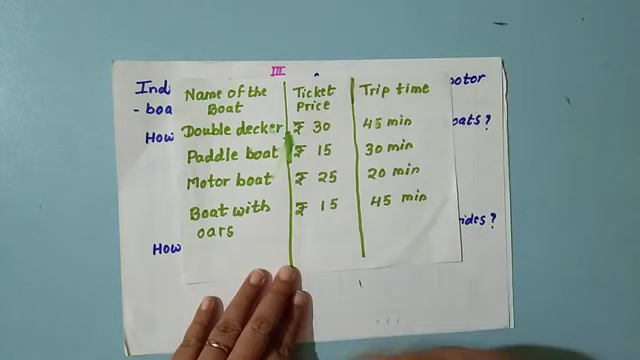 III
Ind
otor
- boa
oats?
How
Name of the Boat | Ticket Price | Trip time
Double decker | ₹ 30 | 45 min
Paddle boat | ₹ 15 | 30 min
Motor boat | ₹ 25 | 20 min
Boat with oars | ₹ 15 | 45 min
rides?
How